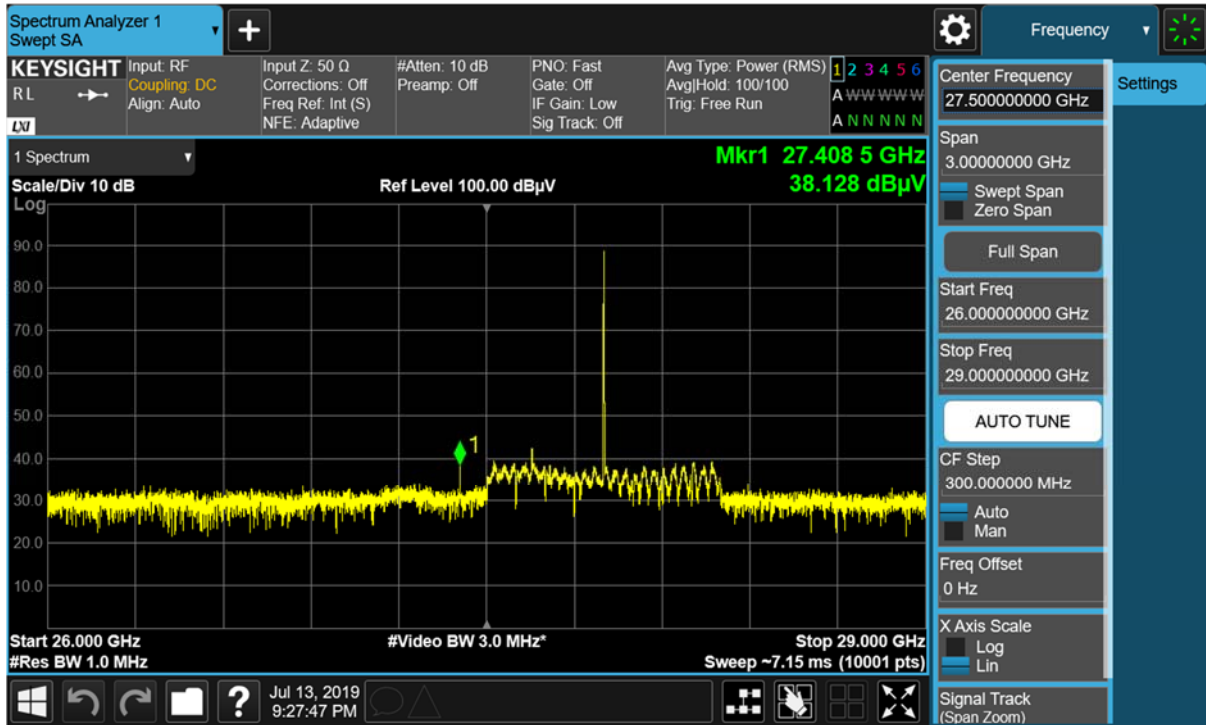 Spectrum Analyzer 1
Swept SA
Frequency
KEYSIGHT
RL
LXI
Input: RF
Coupling: DC
Align: Auto
Input Z: 50 Ω
Corrections: Off
Freq Ref: Int (S)
NFE: Adaptive
#Atten: 10 dB
Preamp: Off
PNO: Fast
Gate: Off
IF Gain: Low
Sig Track: Off
Avg Type: Power (RMS)
Avg|Hold: 100/100
Trig: Free Run
1 2 3 4 5 6
A W W W W W
A N N N N N
1 Spectrum
Mkr1 27.408 5 GHz
Scale/Div 10 dB
Ref Level 100.00 dBµV
38.128 dBµV
Log
90.0
80.0
70.0
60.0
50.0
40.0
30.0
20.0
10.0
1
Start 26.000 GHz
#Video BW 3.0 MHz*
Stop 29.000 GHz
#Res BW 1.0 MHz
Sweep ~7.15 ms (10001 pts)
?
Jul 13, 2019
9:27:47 PM
Center Frequency
27.500000000 GHz
Settings
Span
3.00000000 GHz
Swept Span
Zero Span
Full Span
Start Freq
26.000000000 GHz
Stop Freq
29.000000000 GHz
AUTO TUNE
CF Step
300.000000 MHz
Auto
Man
Freq Offset
0 Hz
X Axis Scale
Log
Lin
Signal Track
(Span Zoom)